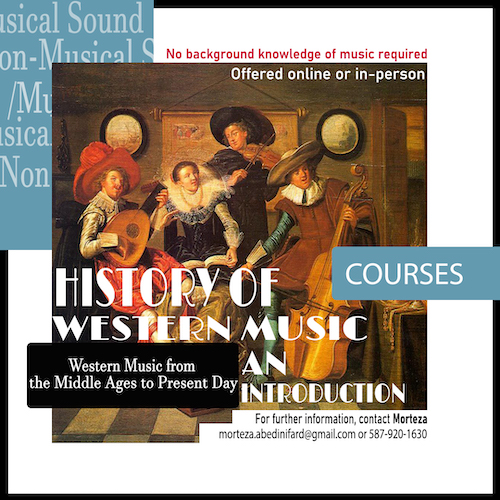 usical Sound
on-Musical S
/Mu
usical
Non
No background knowledge of music required
Offered online or in-person
COURSES
HISTORY OF
WESTERN MUSIC
AN
INTRODUCTION
Western Music from
the Middle Ages to Present Day
For further information, contact Morteza
morteza.abedinifard@gmail.com or 587-920-1630